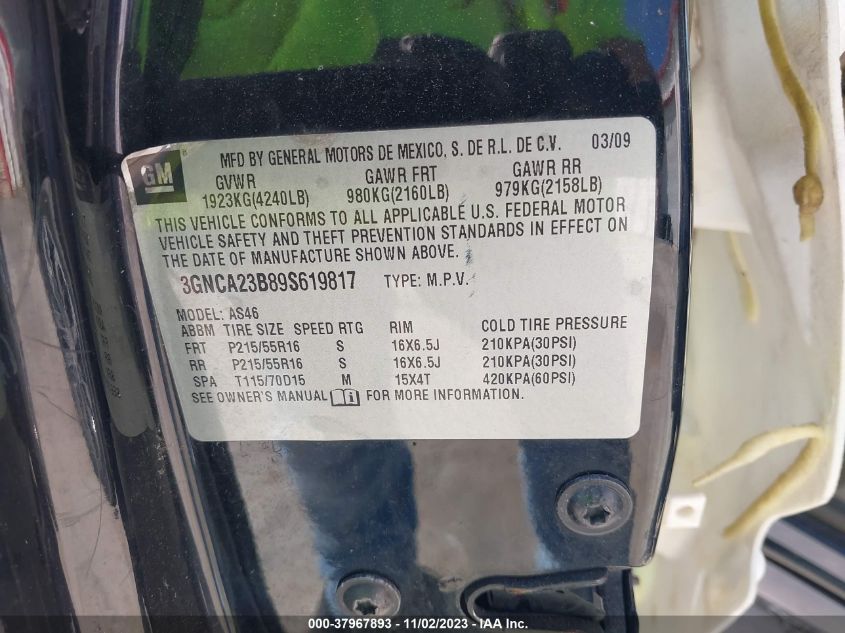 GM
MFD BY GENERAL MOTORS DE MEXICO, S. DE R.L. DE C.V. 03/09
GVWR GAWR FRT GAWR RR
1923KG(4240LB) 980KG(2160LB) 979KG(2158LB)
THIS VEHICLE CONFORMS TO ALL APPLICABLE U.S. FEDERAL MOTOR
VEHICLE SAFETY AND THEFT PREVENTION STANDARDS IN EFFECT ON
THE DATE OF MANUFACTURE SHOWN ABOVE.
3GNCA23B89S619817 TYPE: M.P.V.
MODEL: AS46
ABBM TIRE SIZE SPEED RTG RIM COLD TIRE PRESSURE
FRT P215/55R16 S 16X6.5J 210KPA(30PSI)
RR P215/55R16 S 16X6.5J 210KPA(30PSI)
SPA T115/70D15 M 15X4T 420KPA(60PSI)
SEE OWNER'S MANUAL FOR MORE INFORMATION.
000-37967893 - 11/02/2023 - IAA Inc.